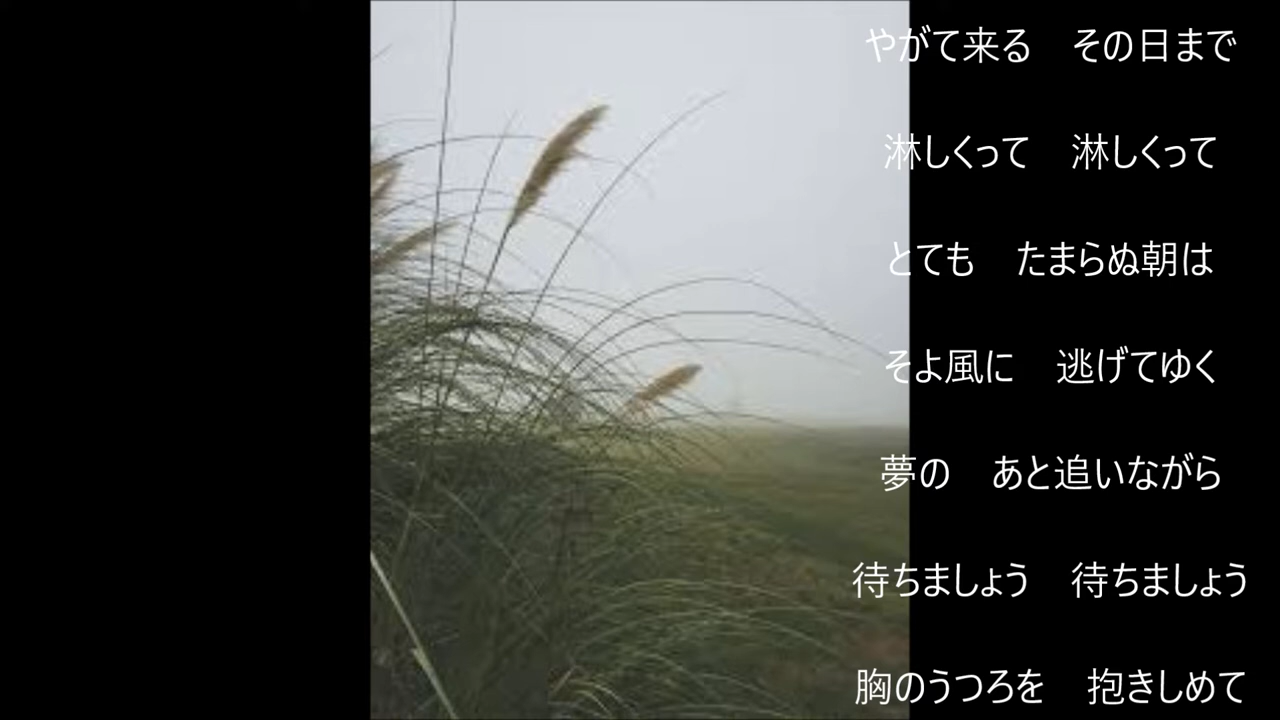 やがて来る　その日まで
淋しくって　淋しくって
とても　たまらぬ朝は
そよ風に　逃げてゆく
夢の　あと追いながら
待ちましょう　待ちましょう
胸のうつろを　抱きしめて